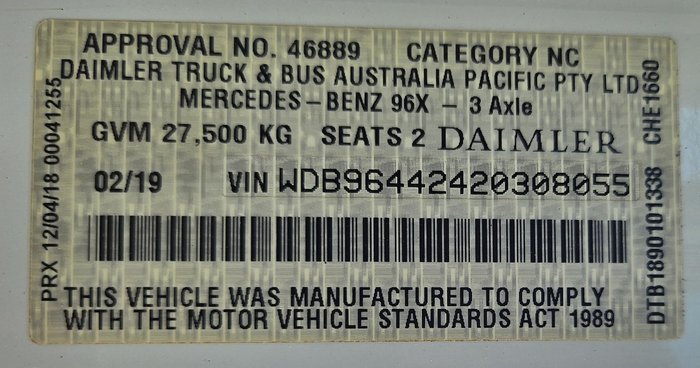 APPROVAL NO. 46889 CATEGORY NC
DAIMLER TRUCK & BUS AUSTRALIA PACIFIC PTY LTD
MERCEDES-BENZ 96X - 3 Axle
GVM 27,500 KG SEATS 2 DAIMLER
02/19 VIN WDB96442420308055
THIS VEHICLE WAS MANUFACTURED TO COMPLY
WITH THE MOTOR VEHICLE STANDARDS ACT 1989
PRX 12/04/18 00041255
DTB1890101338 CHE1660